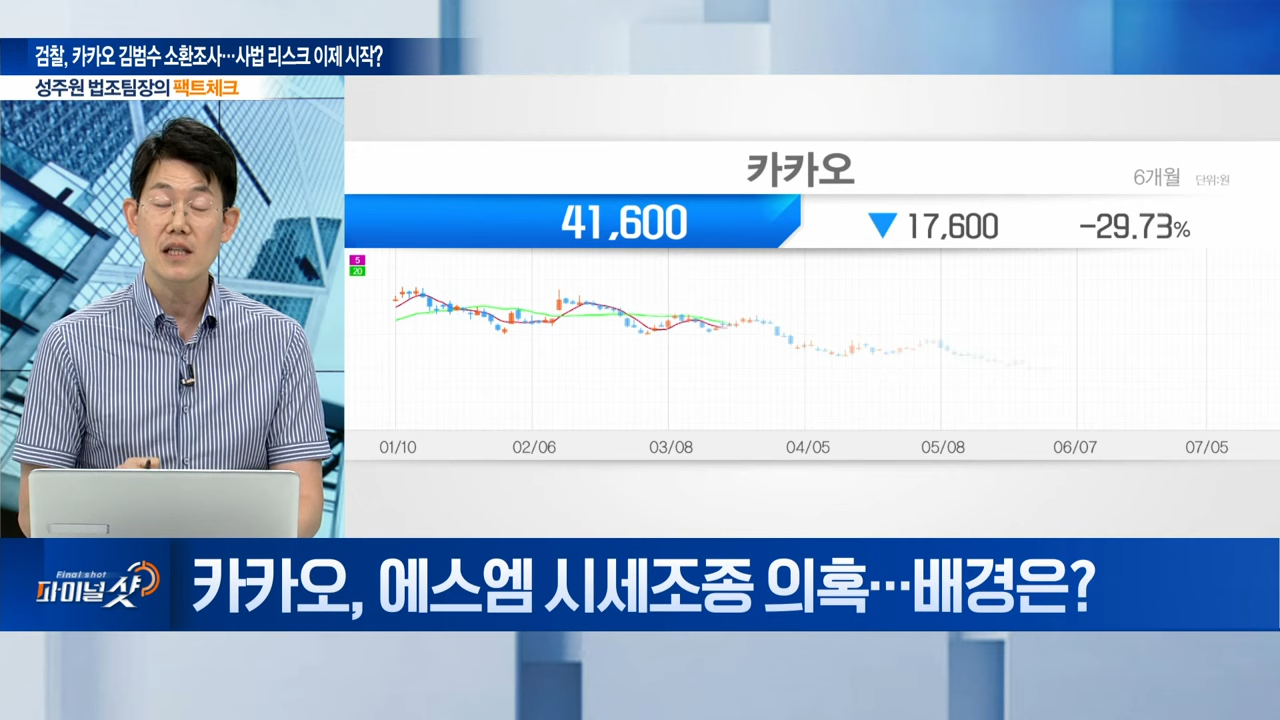 검찰, 카카오 김범수 소환조사…사법 리스크 이제 시작?
성주원 법조팀장의 팩트체크
카카오
6개월 단위:원
41,600 ▼ 17,600 -29.73%
5
20
01/10 02/06 03/08 04/05 05/08 06/07 07/05
Final shot
파이널 샷
카카오, 에스엠 시세조종 의혹…배경은?